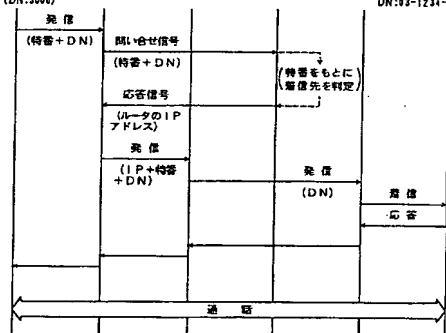 (DN:3000)
DN:03-1234-
発信
(特番+DN)
問い合せ信号
(特番+DN)
特番をもとに
着信先を判定
応答信号
(ルータのIP
アドレス)
発信
(IP+特番
+DN)
発信
(DN)
着信
応答
通話